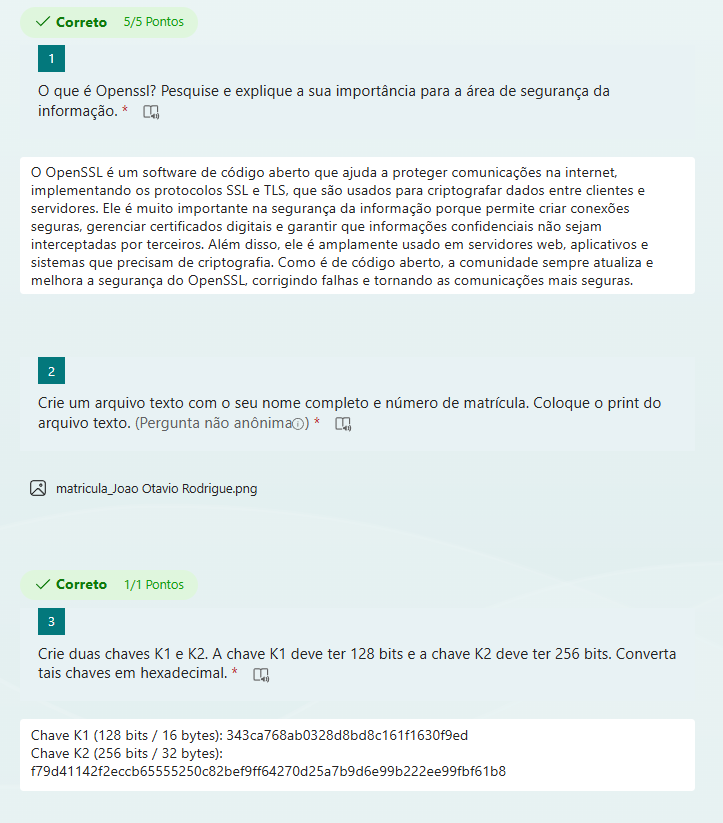 Correto 5/5 Pontos
1
O que é Openssl? Pesquise e explique a sua importância para a área de segurança da
informação. *
O OpenSSL é um software de código aberto que ajuda a proteger comunicações na internet,
implementando os protocolos SSL e TLS, que são usados para criptografar dados entre clientes e
servidores. Ele é muito importante na segurança da informação porque permite criar conexões
seguras, gerenciar certificados digitais e garantir que informações confidenciais não sejam
interceptadas por terceiros. Além disso, ele é amplamente usado em servidores web, aplicativos e
sistemas que precisam de criptografia. Como é de código aberto, a comunidade sempre atualiza e
melhora a segurança do OpenSSL, corrigindo falhas e tornando as comunicações mais seguras.
2
Crie um arquivo texto com o seu nome completo e número de matrícula. Coloque o print do
arquivo texto. (Pergunta não anônima) *
matricula_Joao Otavio Rodrigue.png
Correto 1/1 Pontos
3
Crie duas chaves K1 e K2. A chave K1 deve ter 128 bits e a chave K2 deve ter 256 bits. Converta
tais chaves em hexadecimal. *
Chave K1 (128 bits / 16 bytes): 343ca768ab0328d8bd8c161f1630f9ed
Chave K2 (256 bits / 32 bytes):
f79d41142f2eccb65555250c82bef9ff64270d25a7b9d6e99b222ee99fbf61b8